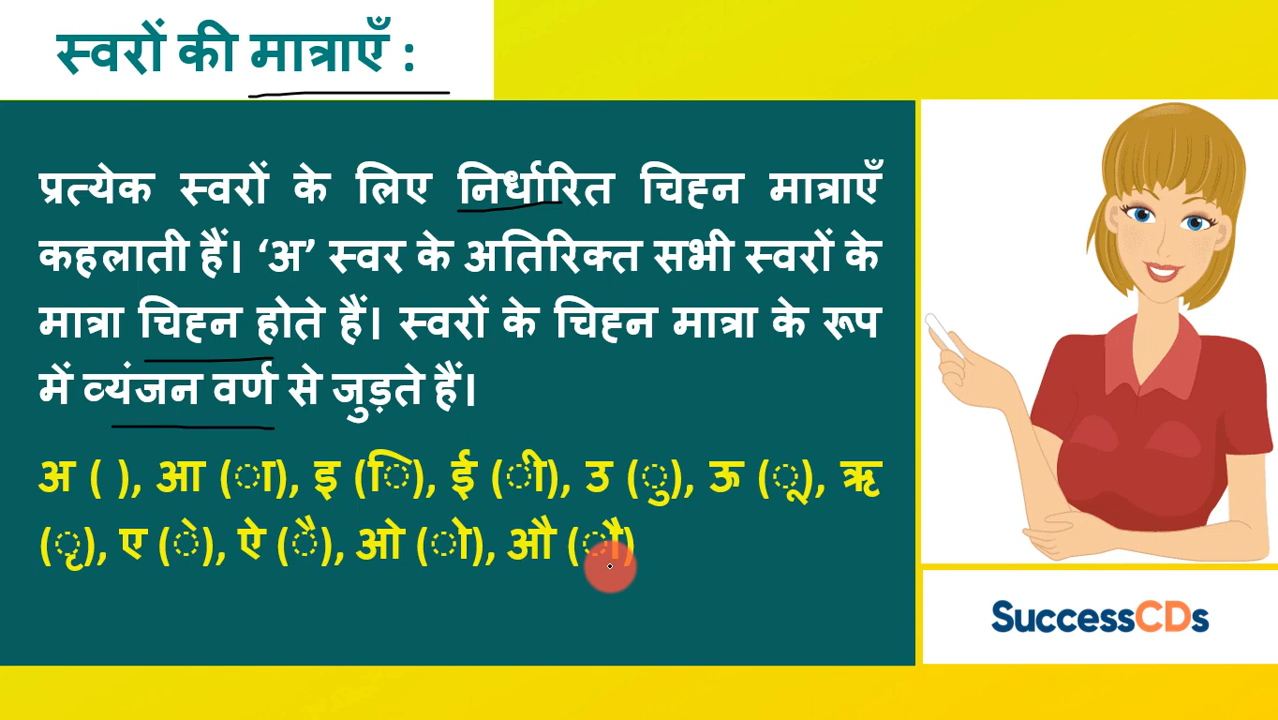 स्वरों की मात्राएँ :
प्रत्येक स्वरों के लिए निर्धारित चिह्न मात्राएँ
कहलाती हैं। ‘अ’ स्वर के अतिरिक्त सभी स्वरों के
मात्रा चिह्न होते हैं। स्वरों के चिह्न मात्रा के रूप
में व्यंजन वर्ण से जुड़ते हैं।
अ ( ), आ (ा), इ (ि), ई (ी), उ (ु), ऊ (ू), ऋ
(ृ), ए (े), ऐ (ै), ओ (ो), औ (ौ)
SuccessCDs